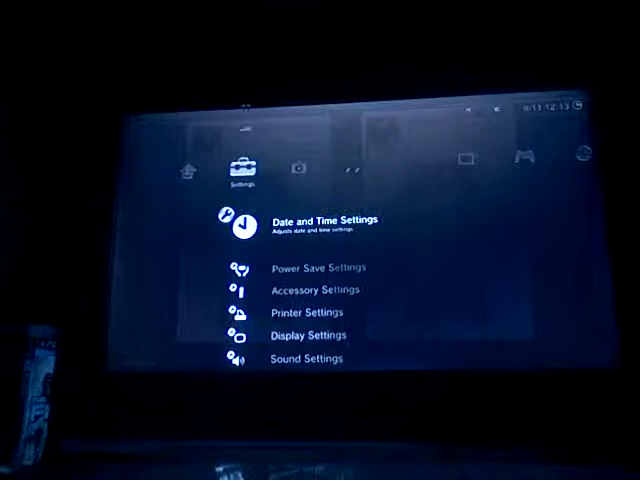 Settings
Date and Time Settings
Adjusts date and time settings.
Power Save Settings
Accessory Settings
Printer Settings
Display Settings
Sound Settings